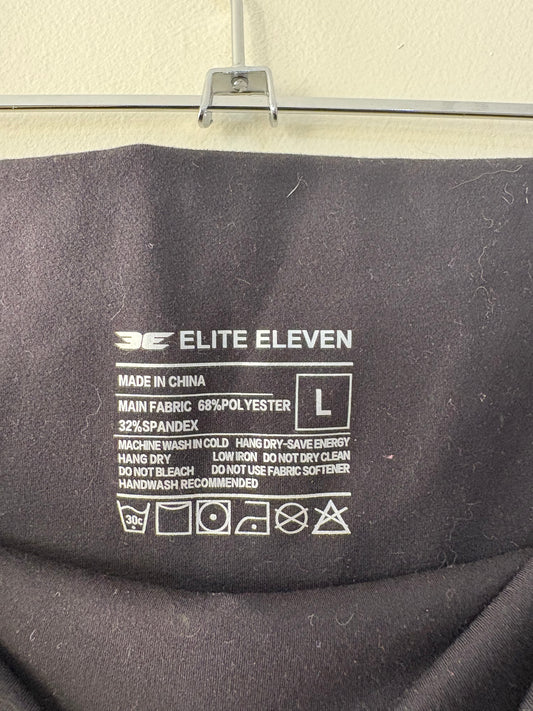 ELITE ELEVEN
MADE IN CHINA
MAIN FABRIC 68%POLYESTER
32%SPANDEX
L
MACHINE WASH IN COLD HANG DRY-SAVE ENERGY
HANG DRY LOW IRON DO NOT DRY CLEAN
DO NOT BLEACH DO NOT USE FABRIC SOFTENER
HANDWASH RECOMMENDED
30c